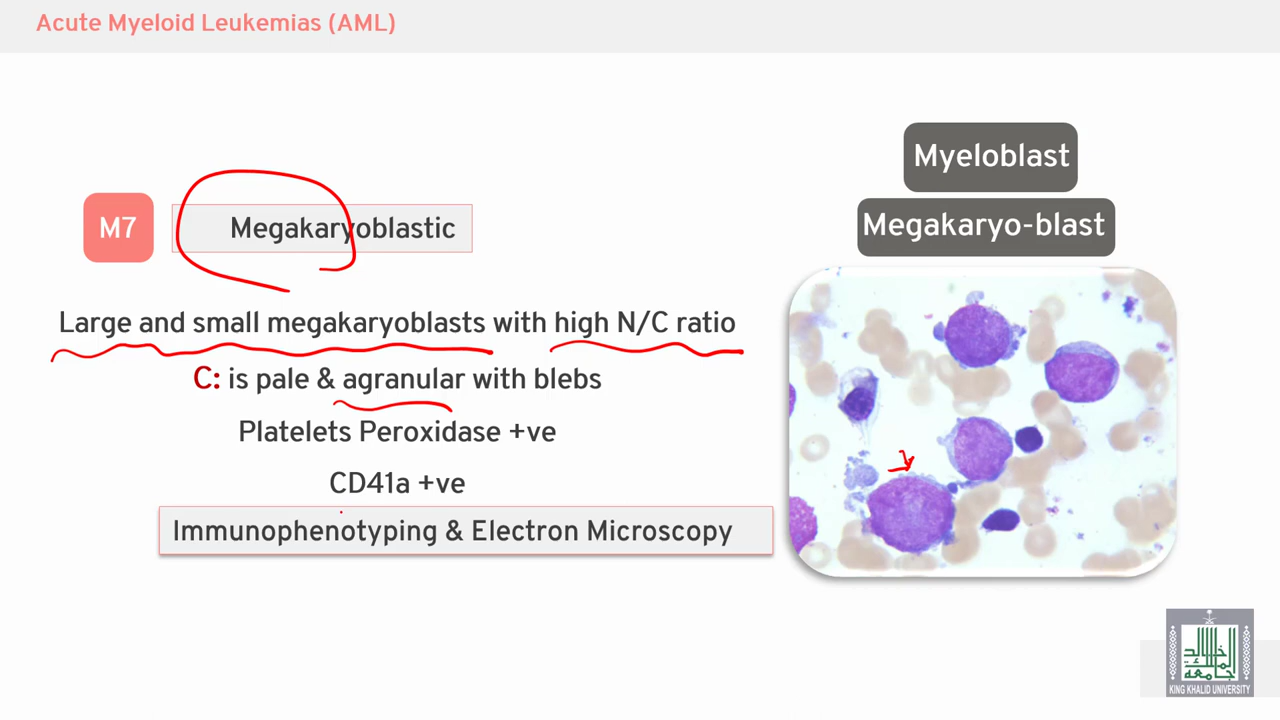 Acute Myeloid Leukemias (AML)
M7
Megakaryoblastic
Large and small megakaryoblasts with high N/C ratio
C: is pale & agranular with blebs
Platelets Peroxidase +ve
CD41a +ve
Immunophenotyping & Electron Microscopy
Myeloblast
Megakaryo-blast
KING KHALID UNIVERSITY